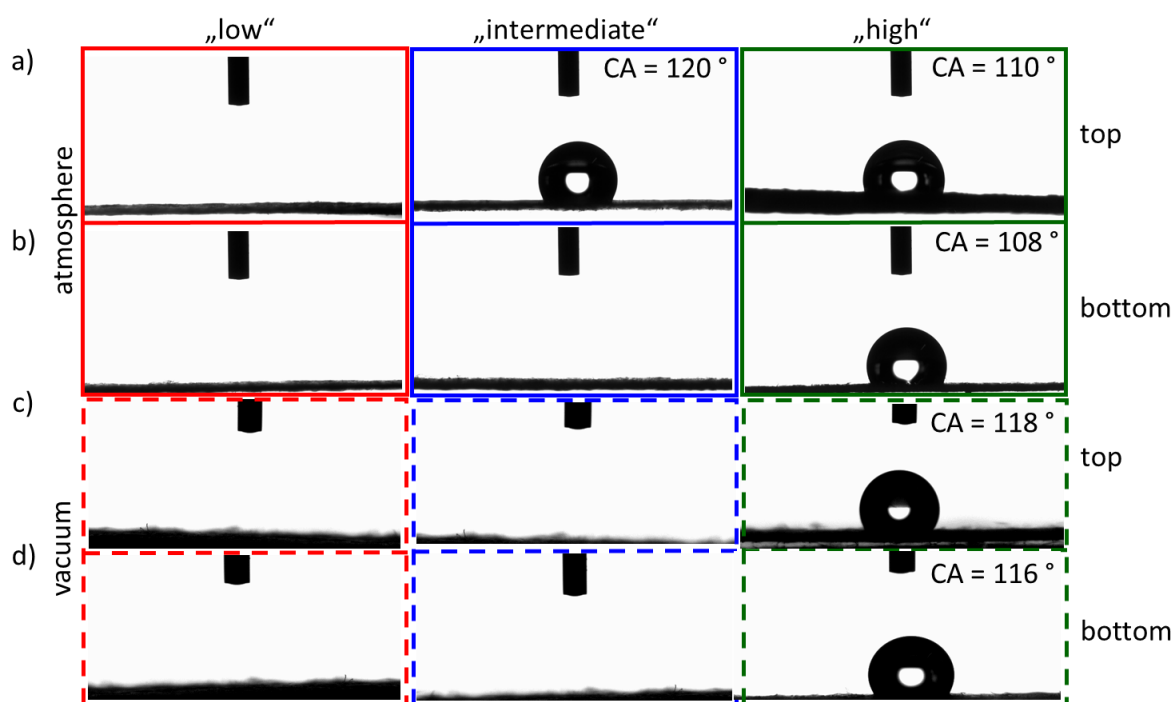 „low“ „intermediate“ „high“
a) CA = 120 ° CA = 110 ° top
atmosphere
b) CA = 108 ° bottom
c) CA = 118 ° top
vacuum
d) CA = 116 ° bottom